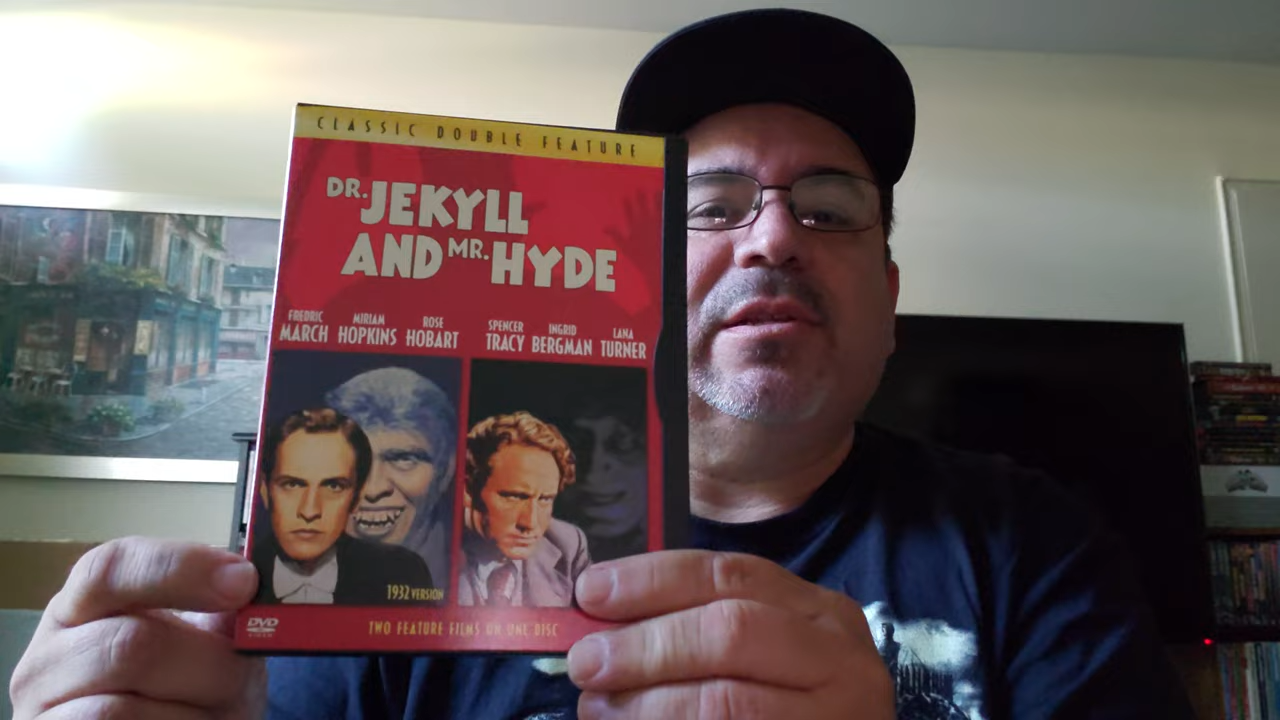 CLASSIC DOUBLE FEATURE
DR. JEKYLL
AND MR. HYDE
FREDRIC MARCH MIRIAM HOPKINS ROSE HOBART SPENCER TRACY INGRID BERGMAN LANA TURNER
1932 VERSION
DVD
VIDEO
TWO FEATURE FILMS ON ONE DISC